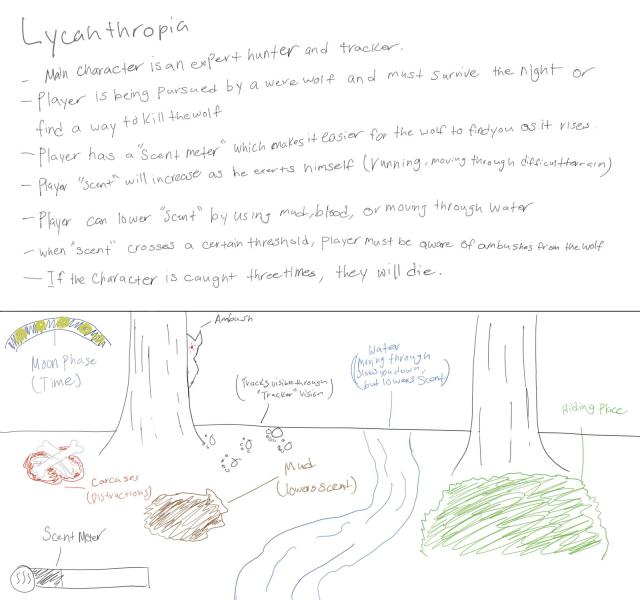 Lycanthropia
- Main character is an expert hunter and tracker.
- Player is being pursued by a werewolf and must survive the night or
find a way to kill the wolf
- Player has a "scent meter" which makes it easier for the wolf to find you as it rises.
- Player "scent" will increase as he exerts himself (running, moving through difficult terrain)
- Player can lower "scent" by using mud, blood, or moving through water
- when "scent" crosses a certain threshold, player must be aware of ambushes from the wolf
- If the character is caught three times, they will die.
Ambush
Moon Phase
(Time)
Water
(moving through
slows you down,
but lowers scent)
(Tracks visible through
"Tracker" vision)
Hiding Place
Carcases
(Distractions)
Mud
(lowers scent)
Scent Meter
SSS